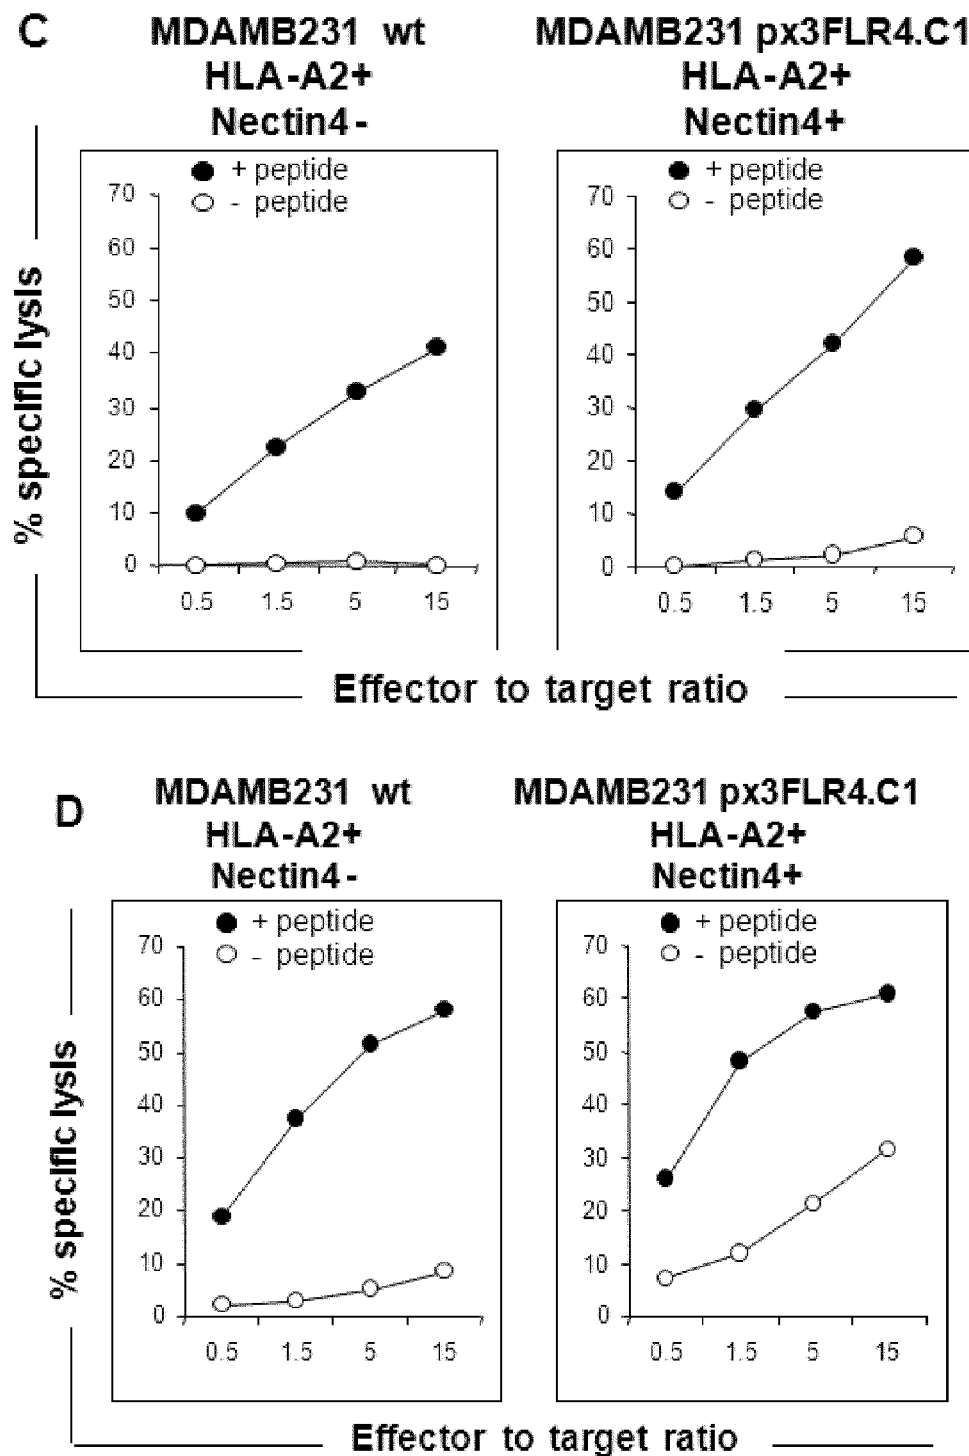 C
MDAMB231 wt
HLA-A2+
Nectin4 -
MDAMB231 px3FLR4.C1
HLA-A2+
Nectin4+
% specific lysis
+ peptide
- peptide
70
60
50
40
30
20
10
0
0.5 1.5 5 15
+ peptide
- peptide
70
60
50
40
30
20
10
0
0.5 1.5 5 15
Effector to target ratio
D
MDAMB231 wt
HLA-A2+
Nectin4 -
MDAMB231 px3FLR4.C1
HLA-A2+
Nectin4+
% specific lysis
+ peptide
- peptide
70
60
50
40
30
20
10
0
0.5 1.5 5 15
+ peptide
- peptide
70
60
50
40
30
20
10
0
0.5 1.5 5 15
Effector to target ratio